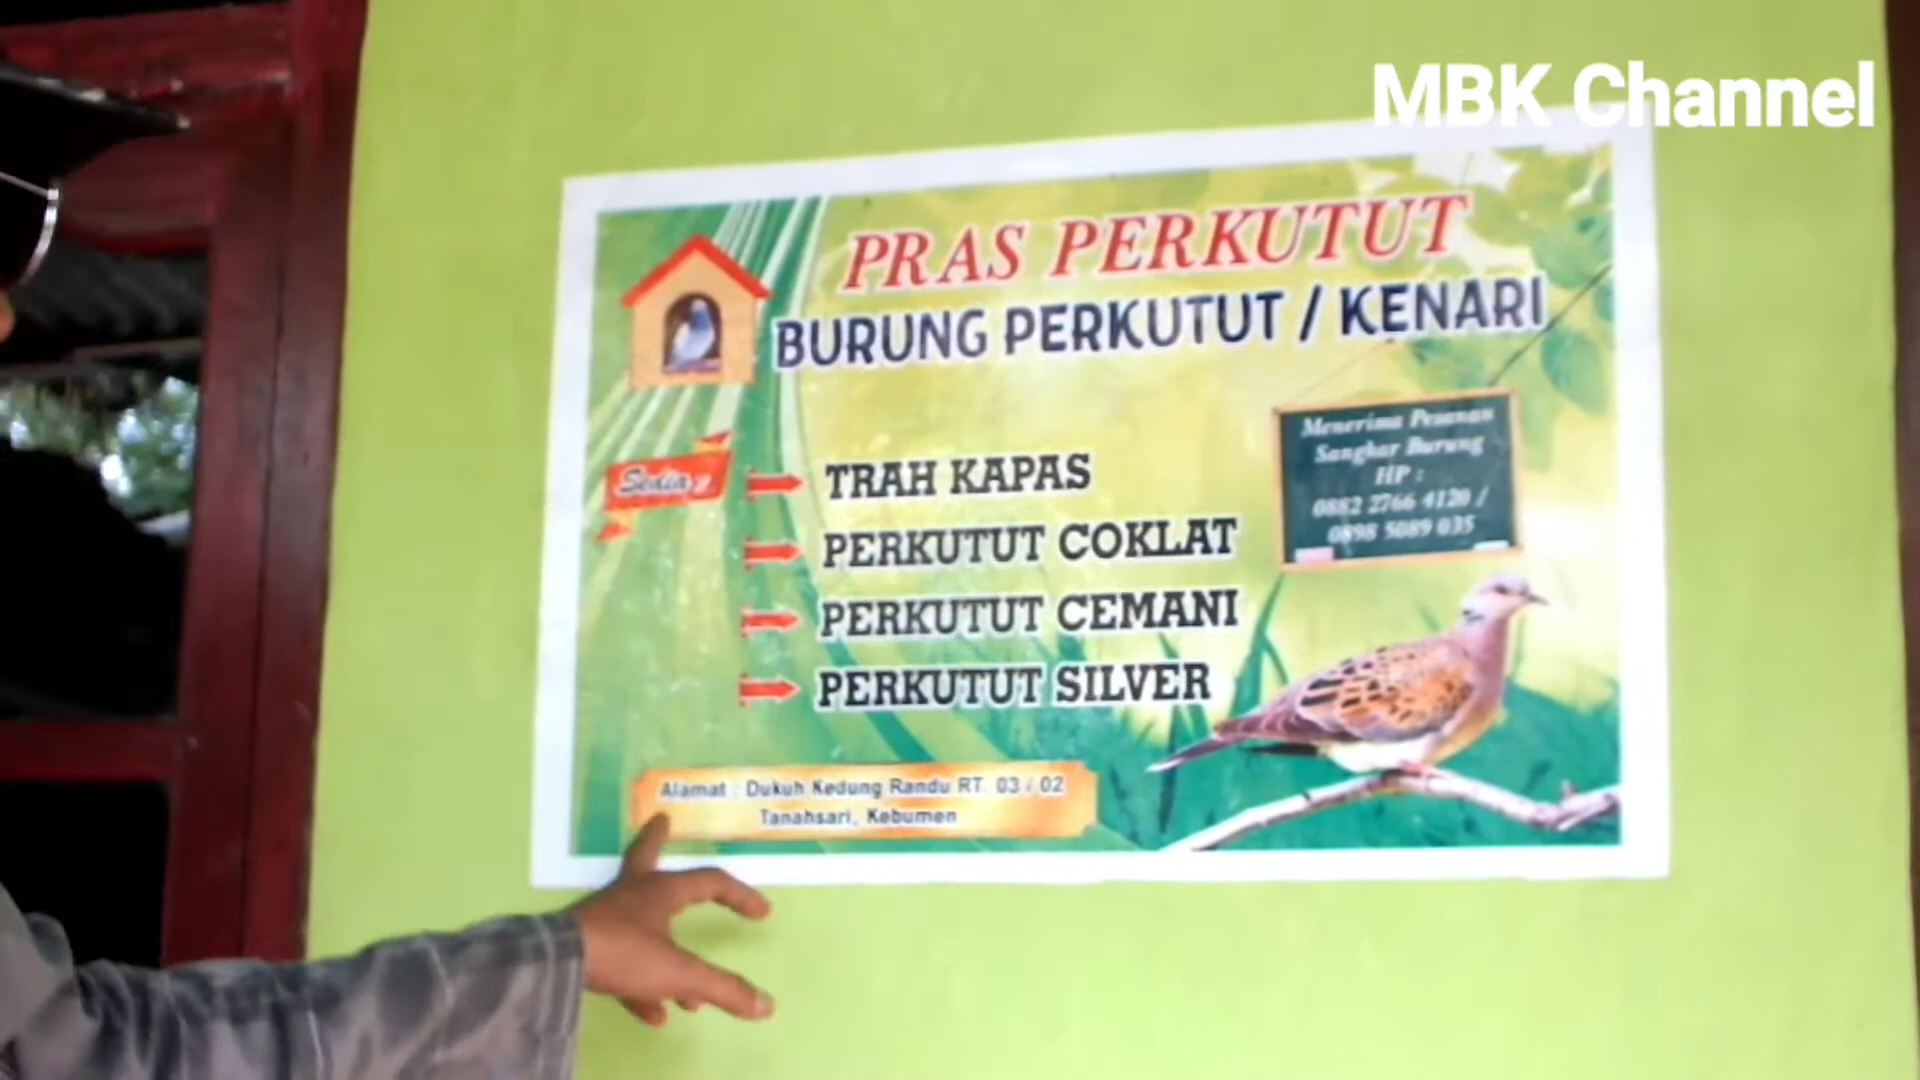 MBK Channel
PRAS PERKUTUT
BURUNG PERKUTUT / KENARI
Menerima Pesanan
Sangkar Burung
HP :
0882 2766 4120 /
0898 5089 035
Sedia :
TRAH KAPAS
PERKUTUT COKLAT
PERKUTUT CEMANI
PERKUTUT SILVER
Alamat : Dukuh Kedung Randu RT. 03 / 02
Tanahsari, Kebumen